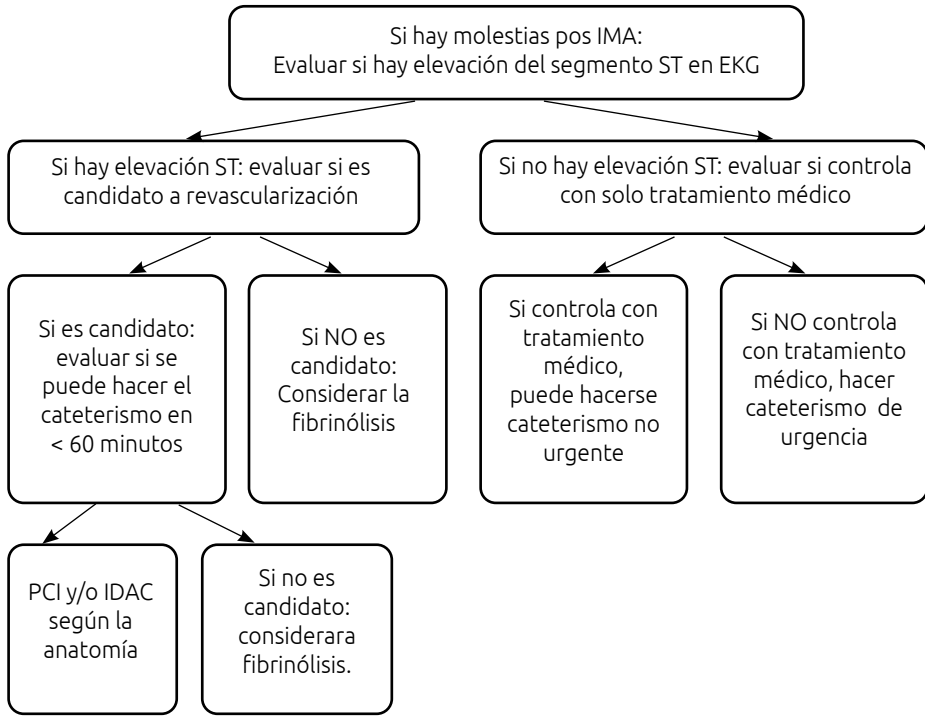 Si hay molestias pos IMA:
Evaluar si hay elevación del segmento ST en EKG
Si hay elevación ST: evaluar si es
candidato a revascularización
Si no hay elevación ST: evaluar si controla
con solo tratamiento médico
Si es candidato:
evaluar si se
puede hacer el
cateterismo en
< 60 minutos
Si NO es
candidato:
Considerar la
fibrinólisis
Si controla con
tratamiento
médico,
puede hacerse
cateterismo no
urgente
Si NO controla
con tratamiento
médico, hacer
cateterismo de
urgencia
PCI y/o IDAC
según la
anatomía
Si no es
candidato:
considerara
fibrinólisis.